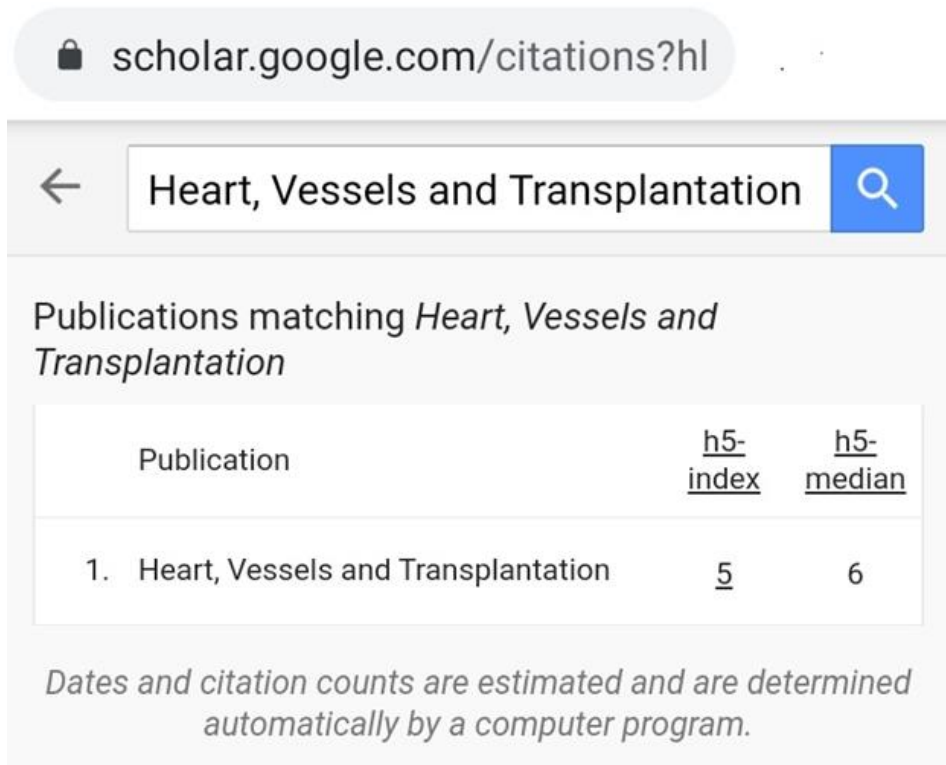 scholar.google.com/citations?hl
Heart, Vessels and Transplantation
Publications matching Heart, Vessels and
Transplantation
Publication h5-index h5-median
1. Heart, Vessels and Transplantation 5 6
Dates and citation counts are estimated and are determined
automatically by a computer program.